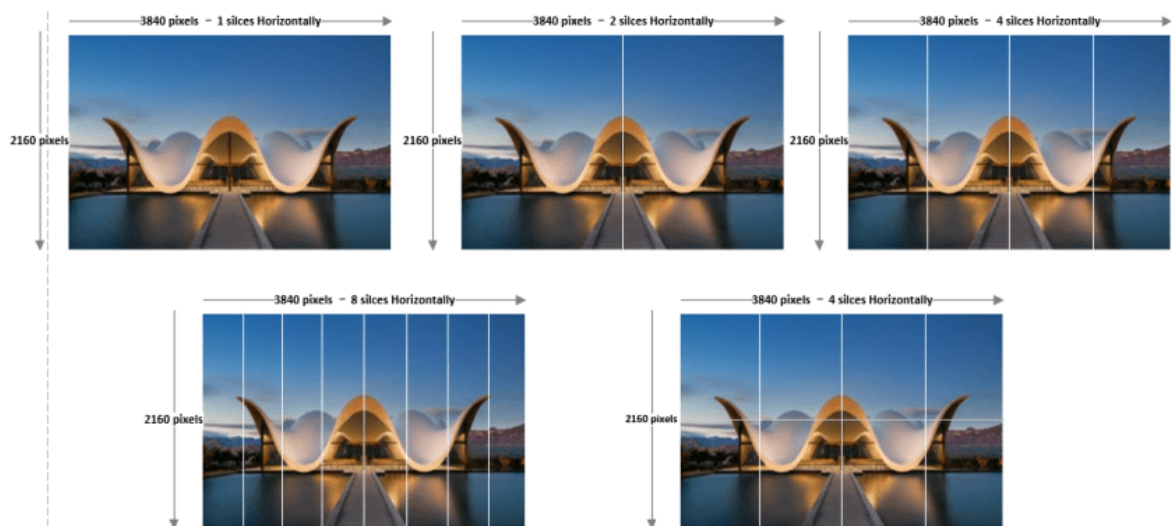 3840 pixels - 1 silces Horizontally
3840 pixels - 2 silces Horizontally
3840 pixels - 4 silces Horizontally
2160 pixels
2160 pixels
2160 pixels
3840 pixels - 8 silces Horizontally
3840 pixels - 4 silces Horizontally
2160 pixels
2160 pixels